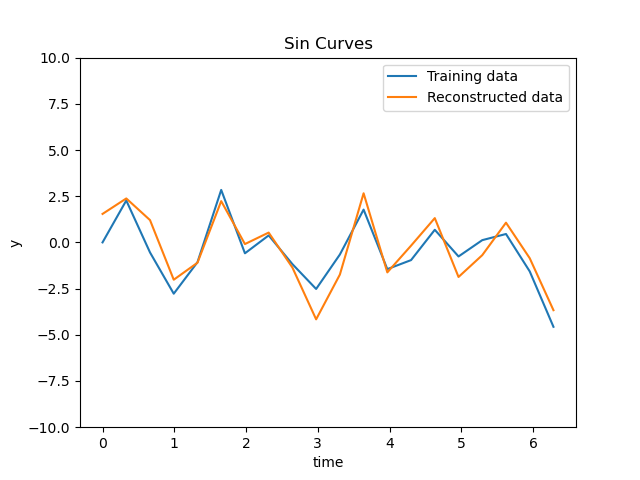 Sin Curves
Training data
Reconstructed data
10.0
7.5
5.0
2.5
0.0
−2.5
−5.0
−7.5
−10.0
y
0 1 2 3 4 5 6
time